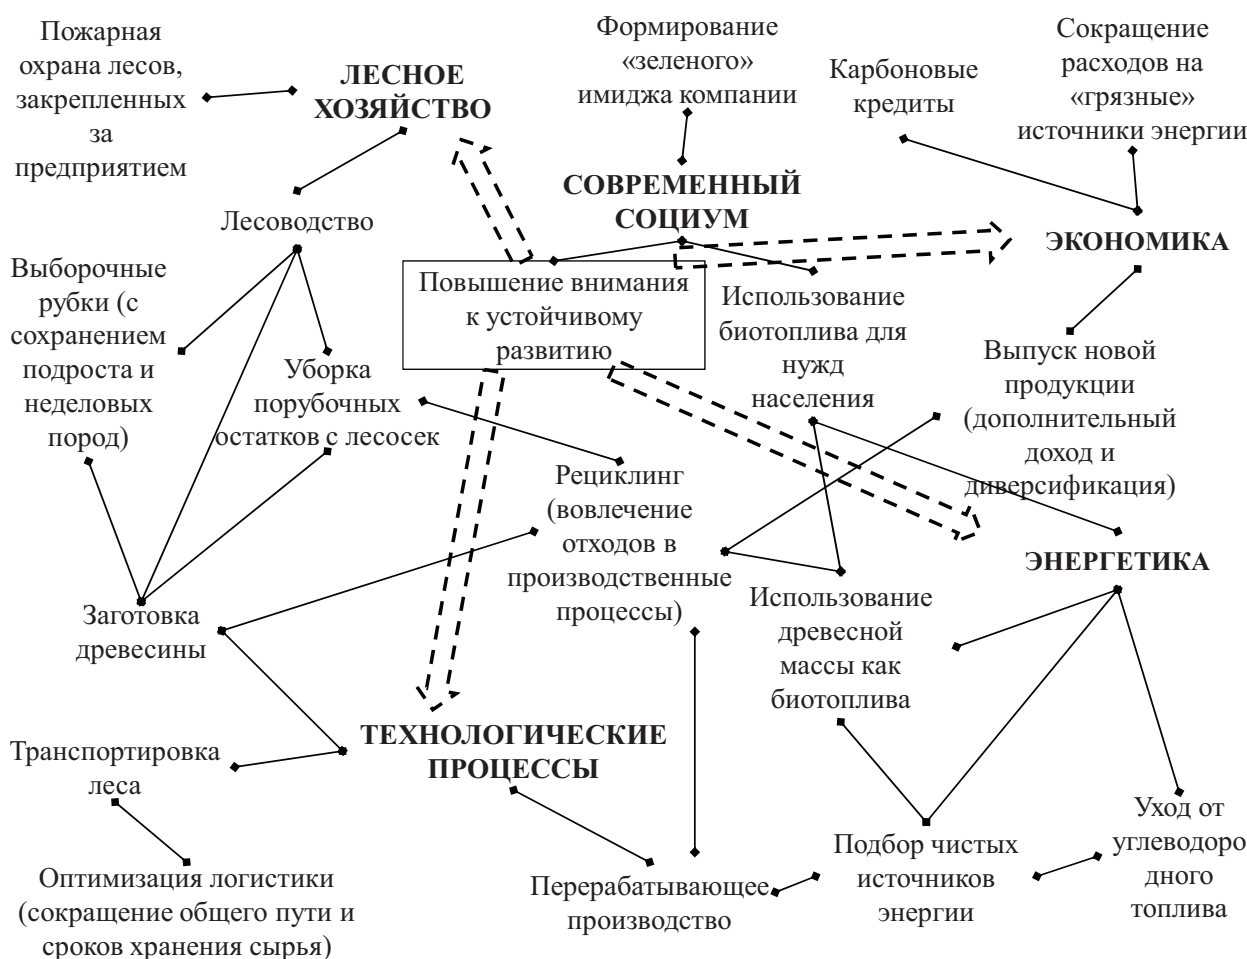 Пожарная
охрана лесов,
закрепленных
за
предприятием
ЛЕСНОЕ
ХОЗЯЙСТВО
Формирование
«зеленого»
имиджа компании
Карбоновые
кредиты
Сокращение
расходов на
«грязные»
источники энергии
СОВРЕМЕННЫЙ
СОЦИУМ
ЭКОНОМИКА
Лесоводство
Выборочные
рубки (с
сохранением
подроста и
неделовых
пород)
Повышение внимания
к устойчивому
развитию
Использование
биотоплива для
нужд
населения
Выпуск новой
продукции
(дополнительный
доход и
диверсификация)
Уборка
порубочных
остатков с лесосек
Рециклинг
(вовлечение
отходов в
производственные
процессы)
ЭНЕРГЕТИКА
Заготовка
древесины
Использование
древесной
массы как
биотоплива
ТЕХНОЛОГИЧЕСКИЕ
ПРОЦЕССЫ
Транспортировка
леса
Оптимизация логистики
(сокращение общего пути и
сроков хранения сырья)
Перерабатывающее
производство
Подбор чистых
источников
энергии
Уход от
углеводоро
дного
топлива